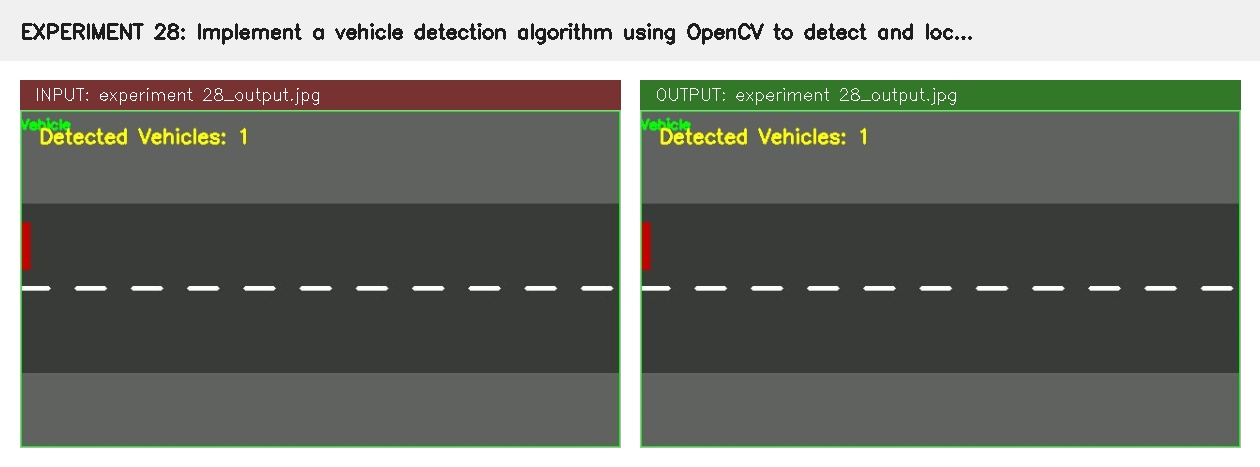 EXPERIMENT 28: Implement a vehicle detection algorithm using OpenCV to detect and loc...
INPUT: experiment 28_output.jpg
Vehicle
Detected Vehicles: 1
OUTPUT: experiment 28_output.jpg
Vehicle
Detected Vehicles: 1